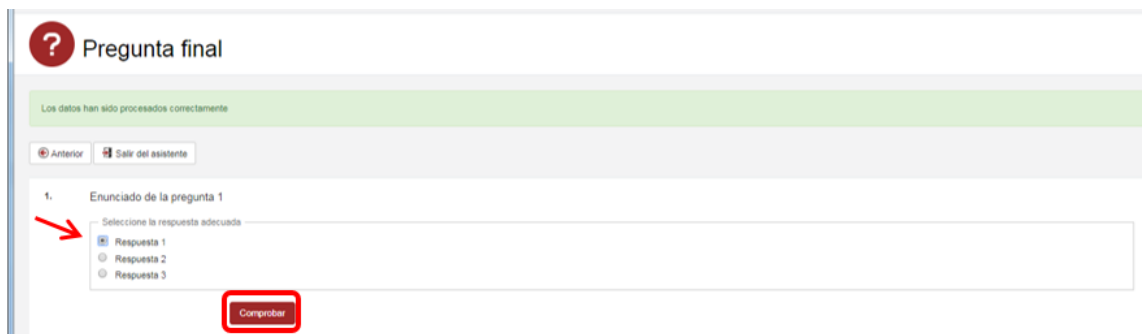 ?
Pregunta final
Los datos han sido procesados correctamente
Anterior Salir del asistente
1. Enunciado de la pregunta 1
Seleccione la respuesta adecuada
Respuesta 1
Respuesta 2
Respuesta 3
Comprobar